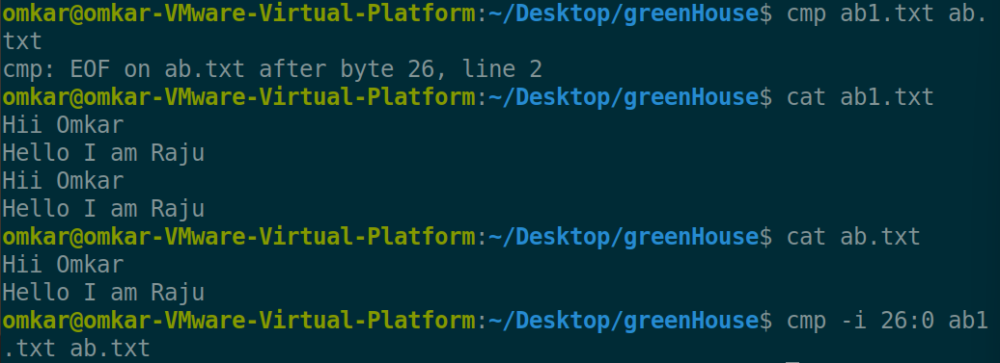 omkar@omkar-VMware-Virtual-Platform:~/Desktop/greenHouse$ cmp ab1.txt ab.
txt
cmp: EOF on ab.txt after byte 26, line 2
omkar@omkar-VMware-Virtual-Platform:~/Desktop/greenHouse$ cat ab1.txt
Hii Omkar
Hello I am Raju
Hii Omkar
Hello I am Raju
omkar@omkar-VMware-Virtual-Platform:~/Desktop/greenHouse$ cat ab.txt
Hii Omkar
Hello I am Raju
omkar@omkar-VMware-Virtual-Platform:~/Desktop/greenHouse$ cmp -i 26:0 ab1
.txt ab.txt